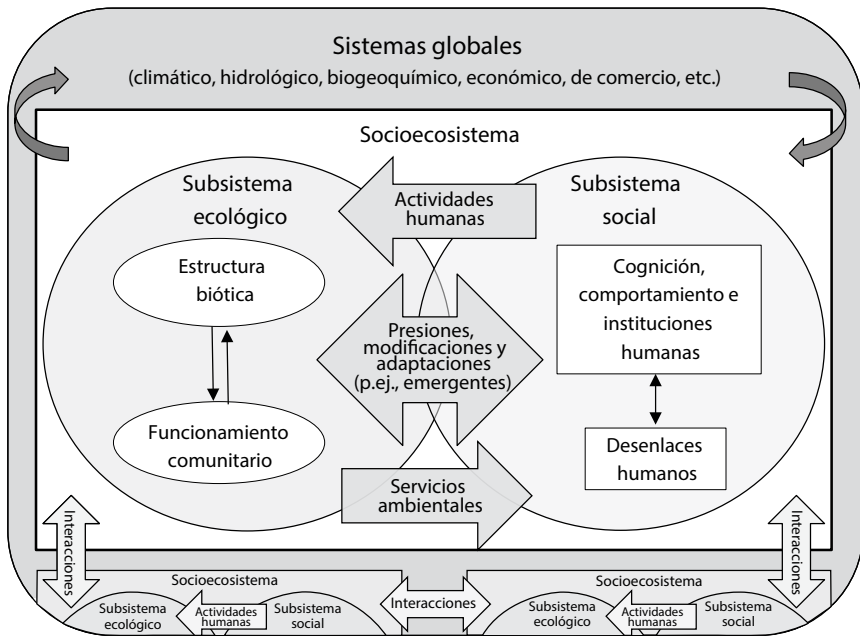 Sistemas globales
(climático, hidrológico, biogeoquímico, económico, de comercio, etc.)
Socioecosistema
Subsistema
ecológico
Actividades
humanas
Subsistema
social
Estructura
biótica
Cognición,
comportamiento e
instituciones
humanas
Presiones,
modificaciones y
adaptaciones
(p.ej., emergentes)
Funcionamiento
comunitario
Desenlaces
humanos
Servicios
ambientales
Interacciones
Interacciones
Socioecosistema
Subsistema
ecológico
Actividades
humanas
Subsistema
social
Interacciones
Socioecosistema
Subsistema
ecológico
Actividades
humanas
Subsistema
social